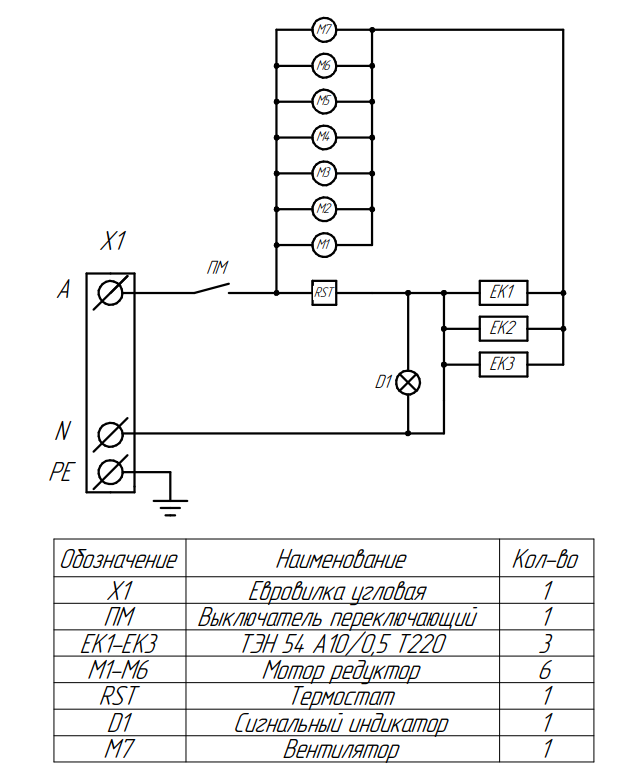 M7
M6
M5
M4
M3
M2
M1
X1
A
ПМ
RST
EK1
EK2
EK3
D1
N
PE
Обозначение Наименование Кол-во
X1 Евровилка угловая 1
ПМ Выключатель переключающий 1
EK1-EK3 ТЭН 54 А10/0,5 Т220 3
M1-M6 Мотор редуктор 6
RST Термостат 1
D1 Сигнальный индикатор 1
M7 Вентилятор 1